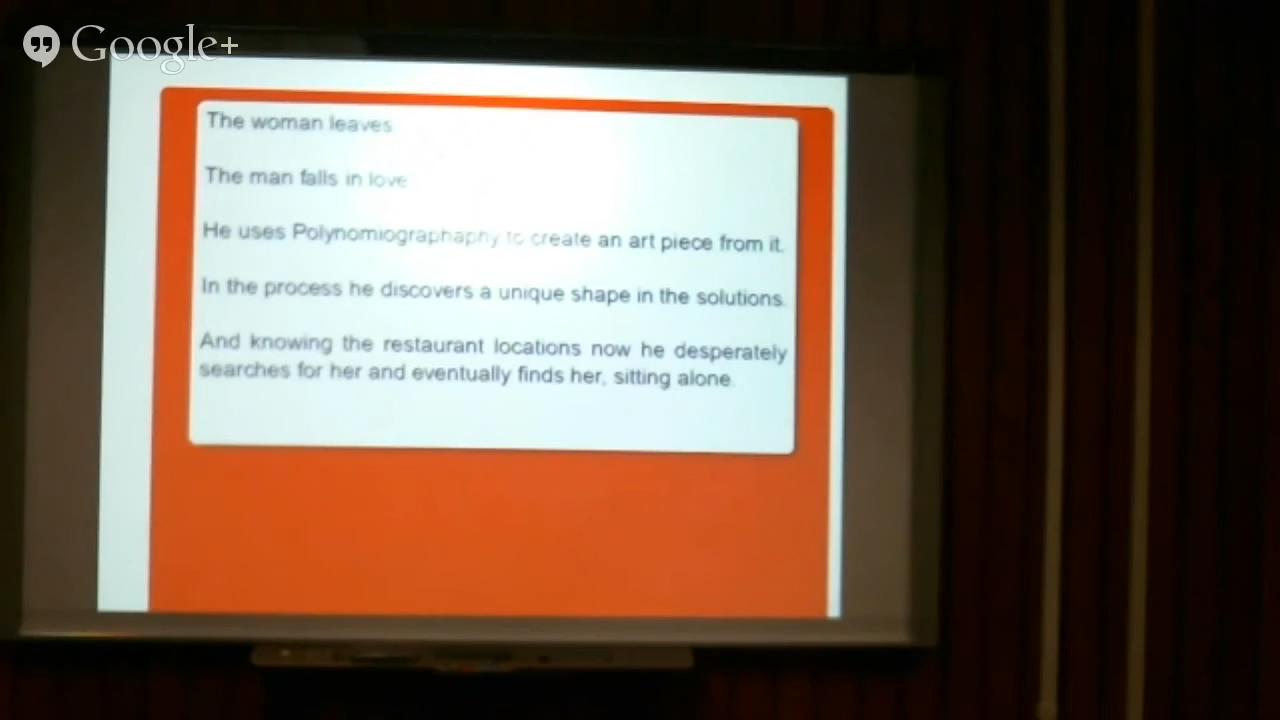 Google+
The woman leaves
The man falls in love
He uses Polynomiographaphy to create an art piece from it.
In the process he discovers a unique shape in the solutions.
And knowing the restaurant locations now he desperately
searches for her and eventually finds her, sitting alone.